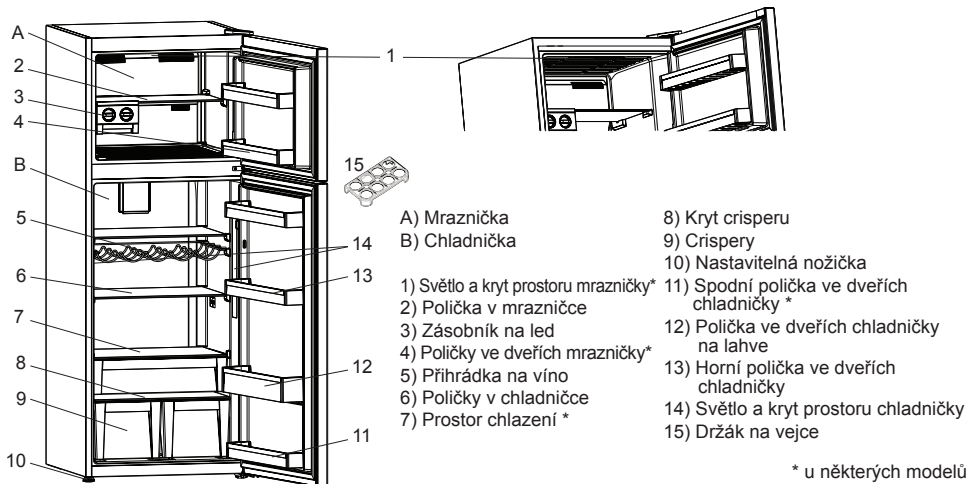 A
2
3
4
B
5
6
7
8
9
10
1
15
14
13
12
11
A) Mraznička
B) Chladnička
1) Světlo a kryt prostoru mrazničky*
2) Polička v mrazničce
3) Zásobník na led
4) Poličky ve dveřích mrazničky*
5) Přihrádka na víno
6) Poličky v chladničce
7) Prostor chlazení *
8) Kryt crisperu
9) Crispery
10) Nastavitelná nožička
11) Spodní polička ve dveřích
chladničky *
12) Polička ve dveřích chladničky
na lahve
13) Horní polička ve dveřích
chladničky
14) Světlo a kryt prostoru chladničky
15) Držák na vejce
* u některých modelů